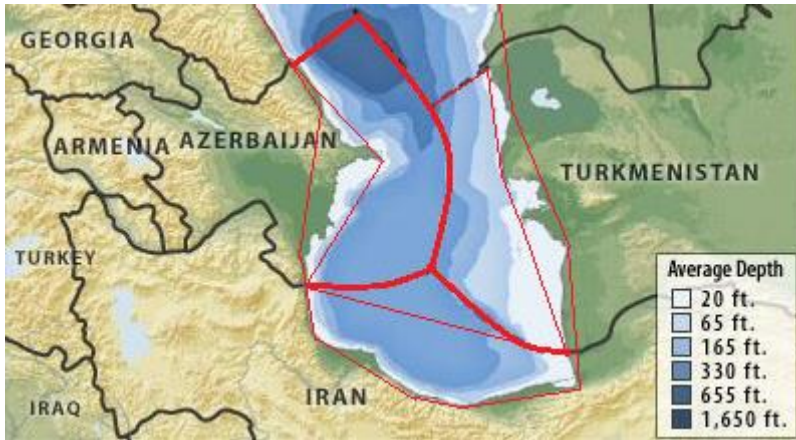 GEORGIA
ARMENIA
AZERBAIJAN
TURKMENISTAN
TURKEY
IRAN
IRAQ
Average Depth
20 ft.
65 ft.
165 ft.
330 ft.
655 ft.
1,650 ft.